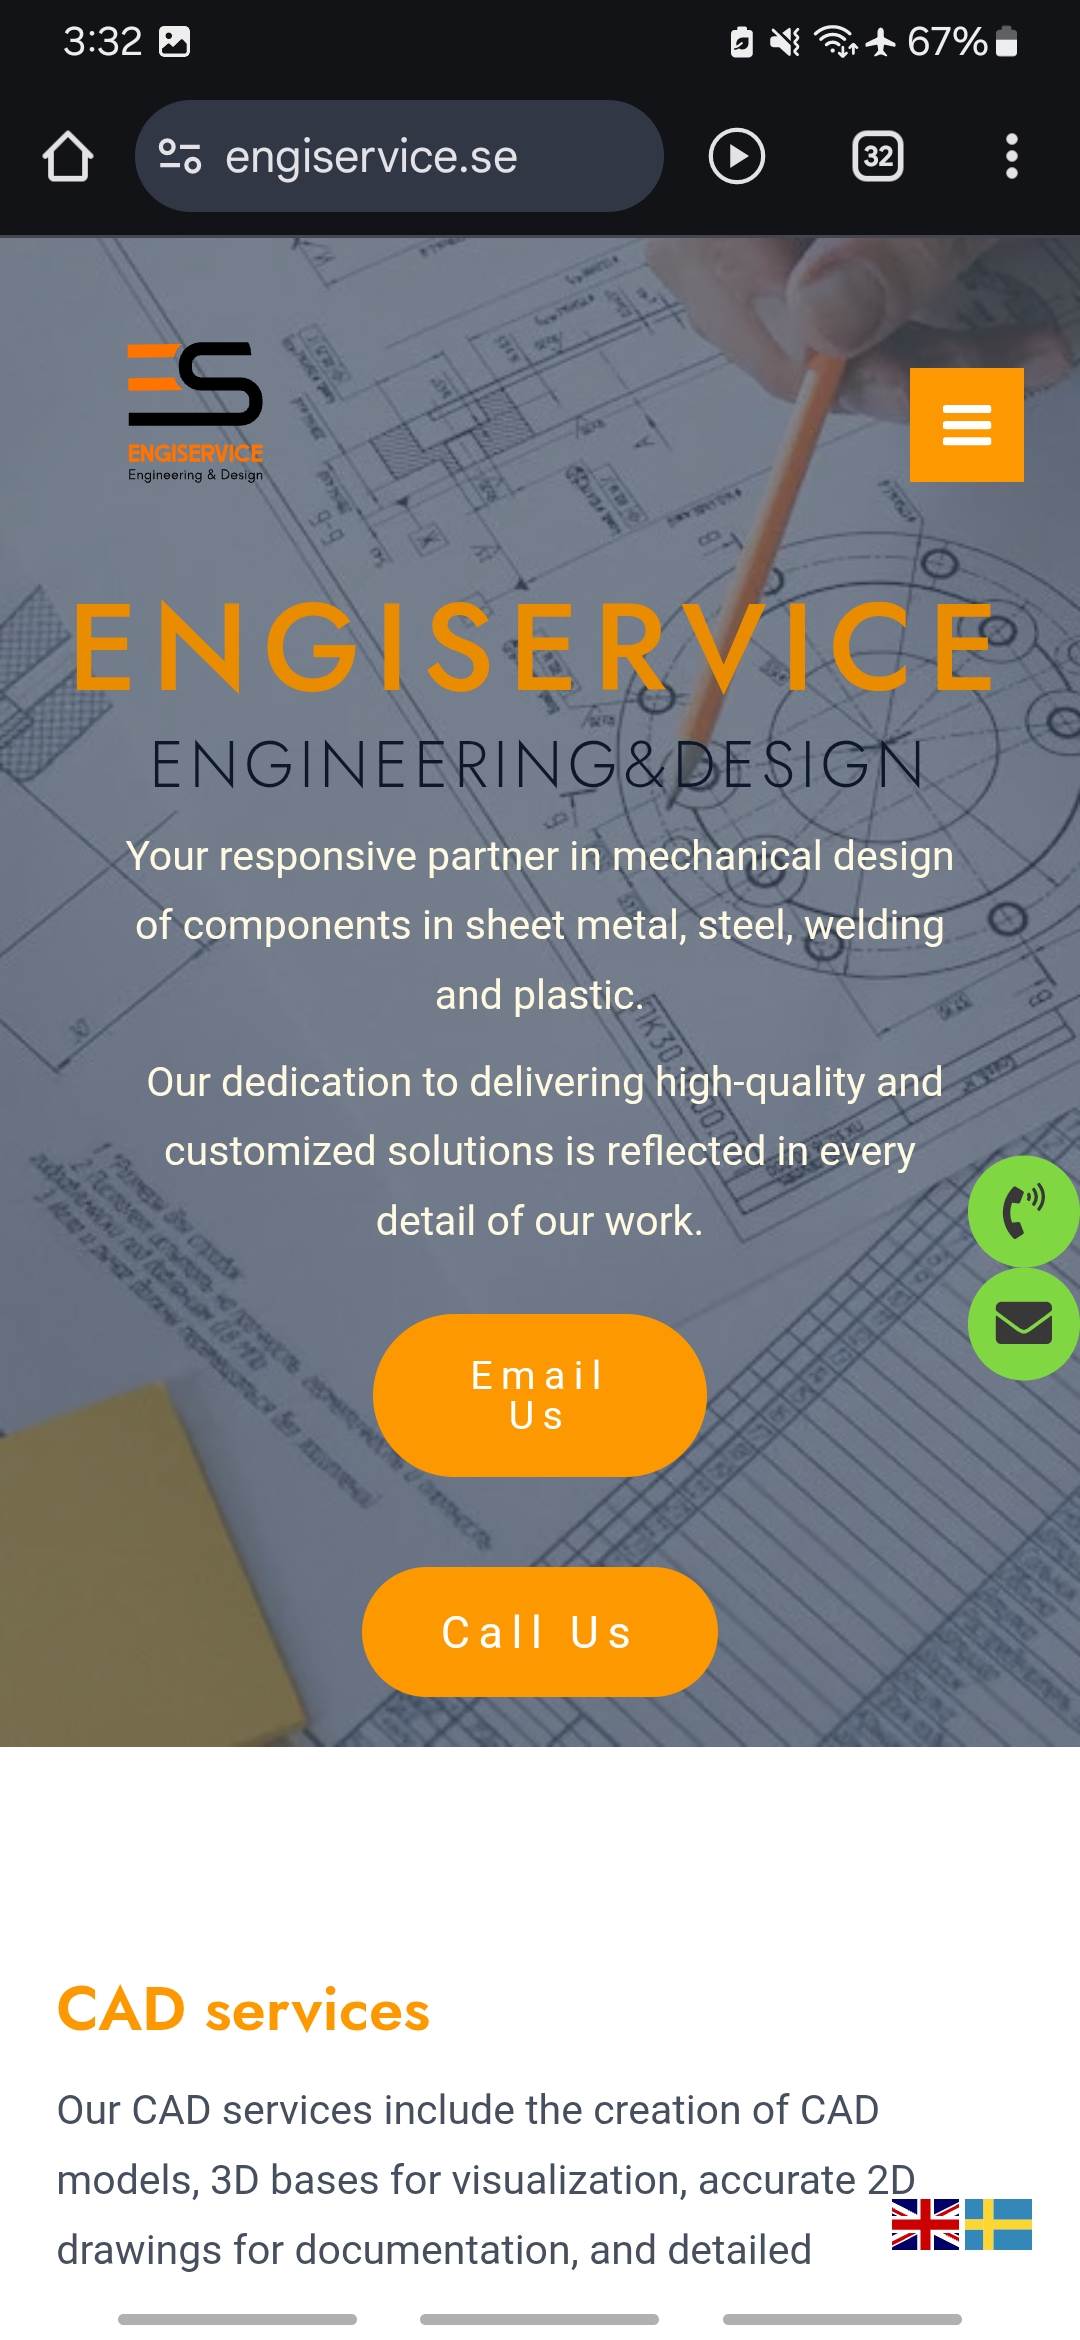 3:32
67%
engiservice.se
32
ES
ENGISERVICE
Engineering & Design
ENGISERVICE
ENGINEERING&DESIGN
Your responsive partner in mechanical design
of components in sheet metal, steel, welding
and plastic.
Our dedication to delivering high-quality and
customized solutions is reflected in every
detail of our work.
Email
Us
Call Us
CAD services
Our CAD services include the creation of CAD
models, 3D bases for visualization, accurate 2D
drawings for documentation, and detailed